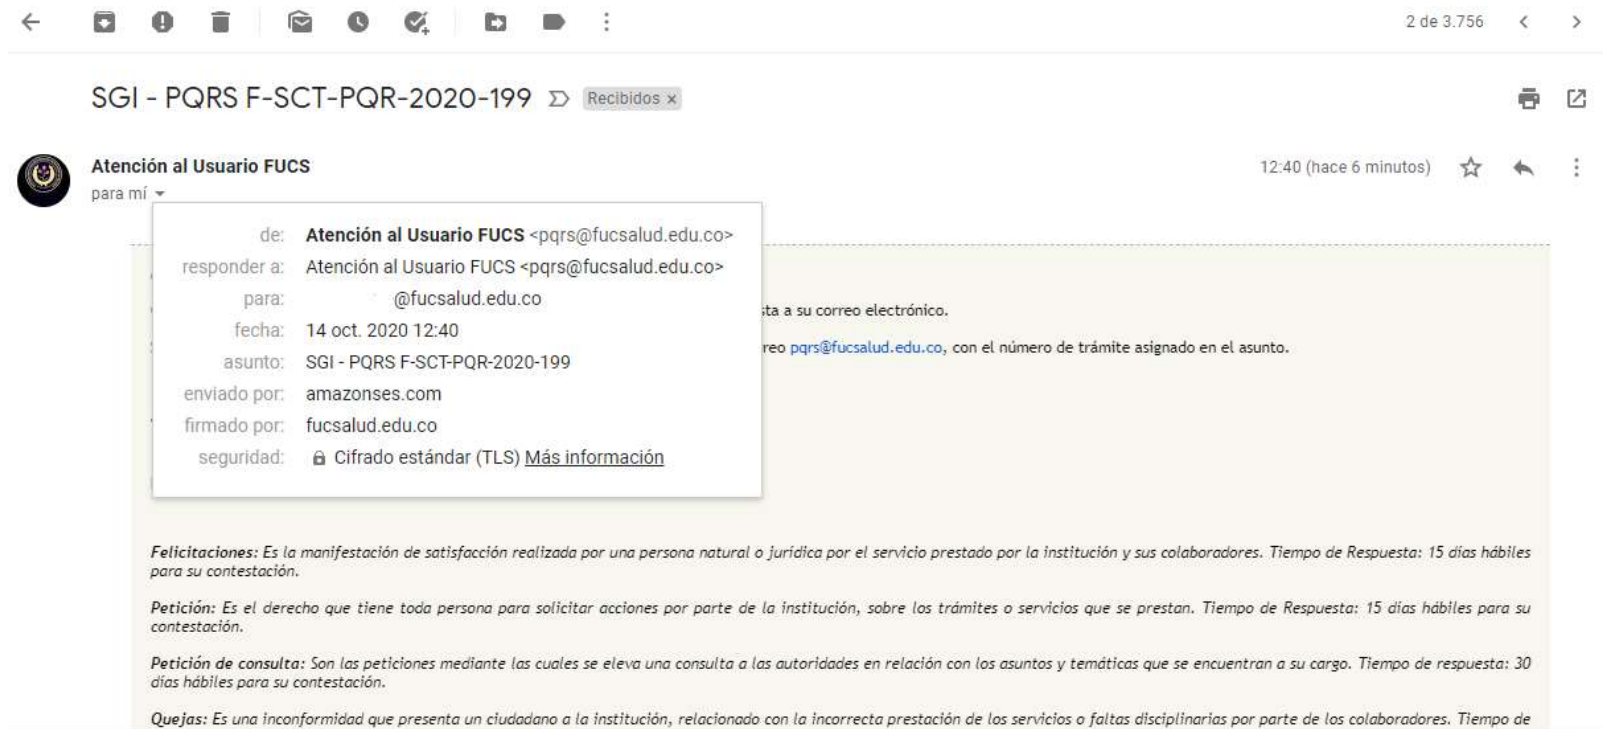 2 de 3.756
SGI - PQRS F-SCT-PQR-2020-199 Recibidos x
Atención al Usuario FUCS
12:40 (hace 6 minutos)
para mí
de: Atención al Usuario FUCS <pqrs@fucsalud.edu.co>
responder a: Atención al Usuario FUCS <pqrs@fucsalud.edu.co>
para: @fucsalud.edu.co
sta a su correo electrónico.
fecha: 14 oct. 2020 12:40
reo pqrs@fucsalud.edu.co, con el número de trámite asignado en el asunto.
asunto: SGI - PQRS F-SCT-PQR-2020-199
enviado por: amazonses.com
firmado por: fucsalud.edu.co
seguridad: Cifrado estándar (TLS) Más información
Felicitaciones: Es la manifestación de satisfacción realizada por una persona natural o jurídica por el servicio prestado por la institución y sus colaboradores. Tiempo de Respuesta: 15 días hábiles
para su contestación.
Petición: Es el derecho que tiene toda persona para solicitar acciones por parte de la institución, sobre los trámites o servicios que se prestan. Tiempo de Respuesta: 15 días hábiles para su
contestación.
Petición de consulta: Son las peticiones mediante las cuales se eleva una consulta a las autoridades en relación con los asuntos y temáticas que se encuentran a su cargo. Tiempo de respuesta: 30
días hábiles para su contestación.
Quejas: Es una inconformidad que presenta un ciudadano a la institución, relacionado con la incorrecta prestación de los servicios o faltas disciplinarias por parte de los colaboradores. Tiempo de